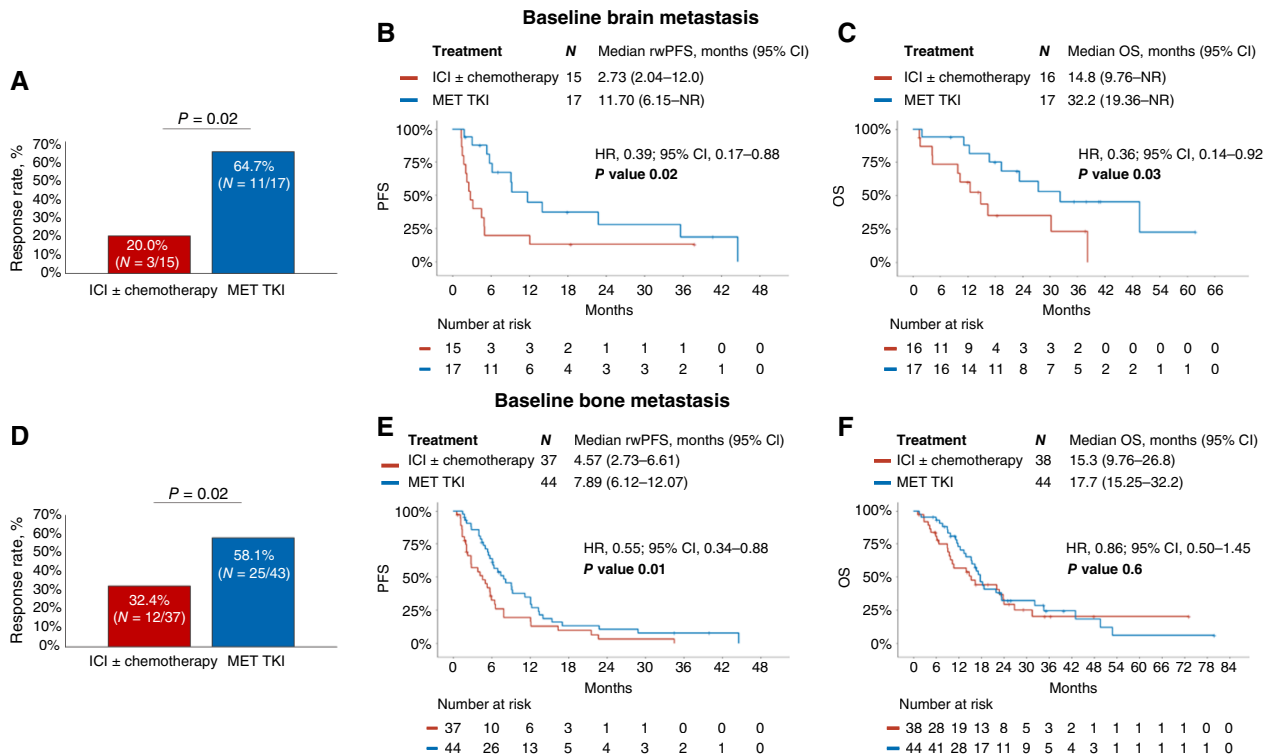 Baseline brain metastasis
A
P = 0.02
Response rate, %
70%
60%
50%
40%
30%
20%
10%
0%
20.0%
(N = 3/15)
64.7%
(N = 11/17)
ICI ± chemotherapy MET TKI
B
Treatment N Median rwPFS, months (95% CI)
ICI ± chemotherapy 15 2.73 (2.04–12.0)
MET TKI 17 11.70 (6.15–NR)
HR, 0.39; 95% CI, 0.17–0.88
P value 0.02
PFS
100%
75%
50%
25%
0%
0 6 12 18 24 30 36 42 48
Months
Number at risk
15 3 3 2 1 1 1 0 0
17 11 6 4 3 3 2 1 0
C
Treatment N Median OS, months (95% CI)
ICI ± chemotherapy 16 14.8 (9.76–NR)
MET TKI 17 32.2 (19.36–NR)
HR, 0.36; 95% CI, 0.14–0.92
P value 0.03
OS
100%
75%
50%
25%
0%
0 6 12 18 24 30 36 42 48 54 60 66
Months
Number at risk
16 11 9 4 3 3 2 0 0 0 0 0
17 16 14 11 8 7 5 2 2 1 1 0
Baseline bone metastasis
D
P = 0.02
Response rate, %
70%
60%
50%
40%
30%
20%
10%
0%
32.4%
(N = 12/37)
58.1%
(N = 25/43)
ICI ± chemotherapy MET TKI
E
Treatment N Median rwPFS, months (95% CI)
ICI ± chemotherapy 37 4.57 (2.73–6.61)
MET TKI 44 7.89 (6.12–12.07)
HR, 0.55; 95% CI, 0.34–0.88
P value 0.01
PFS
100%
75%
50%
25%
0%
0 6 12 18 24 30 36 42 48
Months
Number at risk
37 10 6 3 1 1 0 0 0
44 26 13 5 4 3 2 1 0
F
Treatment N Median OS, months (95% CI)
ICI ± chemotherapy 38 15.3 (9.76–26.8)
MET TKI 44 17.7 (15.25–32.2)
HR, 0.86; 95% CI, 0.50–1.45
P value 0.6
OS
100%
75%
50%
25%
0%
0 6 12 18 24 30 36 42 48 54 60 66 72 78 84
Months
Number at risk
38 28 19 13 8 5 3 2 1 1 1 1 1 0 0
44 41 28 17 11 9 5 4 3 1 1 1 1 1 0